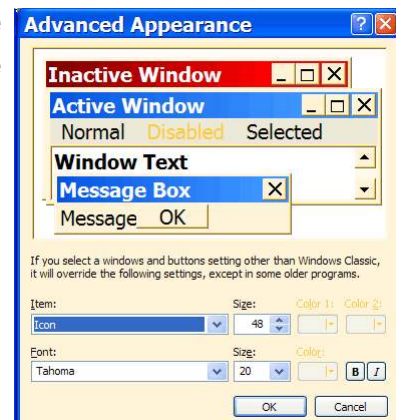 Advanced Appearance
Inactive Window
Active Window
Normal Disabled Selected
Window Text
Message Box
Message OK
If you select a windows and buttons setting other than Windows Classic,
it will override the following settings, except in some older programs.
Item: Size: Color 1: Color 2:
Icon 48
Font: Size: Color:
Tahoma 20 B I
OK Cancel